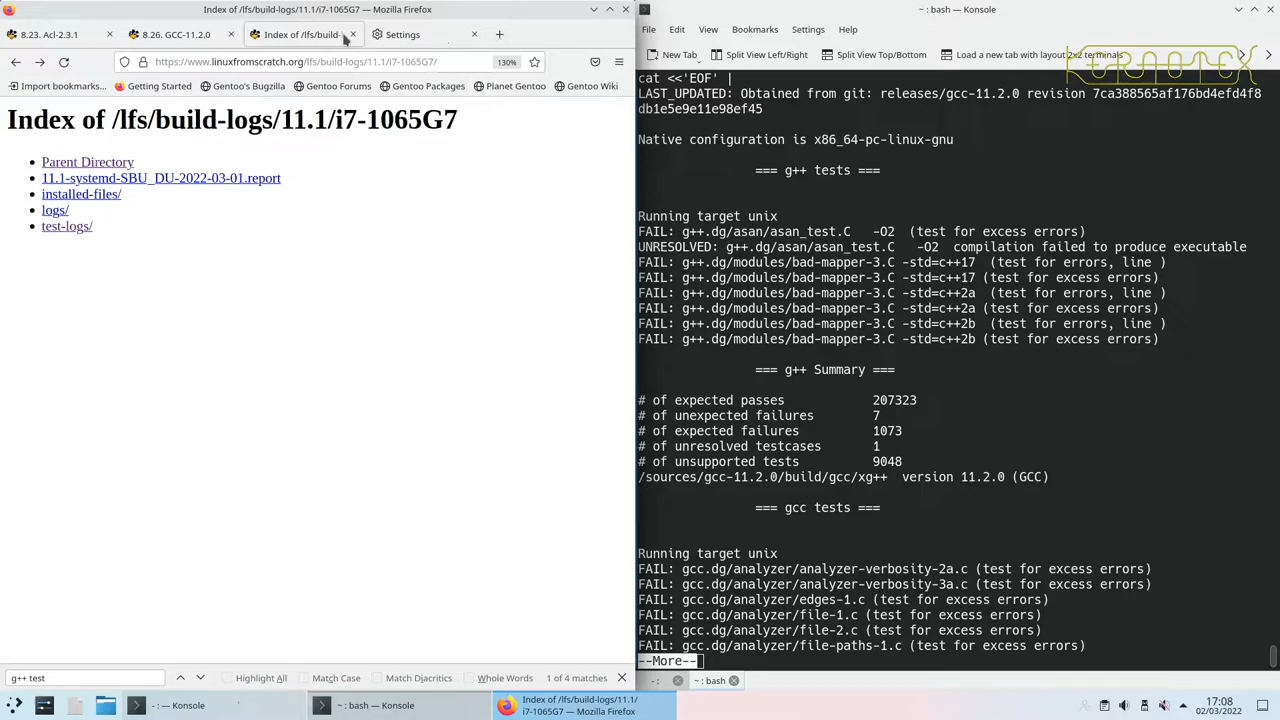 Index of /lfs/build-logs/11.1/i7-1065G7 — Mozilla Firefox
8.23. Acl-2.3.1
8.26. GCC-11.2.0
Index of /lfs/build-
Settings
https://www.linuxfromscratch.org/lfs/build-logs/11.1/i7-1065G7/
130%
Import bookmarks...
Getting Started
Gentoo's Bugzilla
Gentoo Forums
Gentoo Packages
Planet Gentoo
Gentoo Wiki
Index of /lfs/build-logs/11.1/i7-1065G7
Parent Directory
11.1-systemd-SBU_DU-2022-03-01.report
installed-files/
logs/
test-logs/
g++ test
Highlight All
Match Case
Match Diacritics
Whole Words
1 of 4 matches
~ : bash — Konsole
File Edit View Bookmarks Settings Help
New Tab
Split View Left/Right
Split View Top/Bottom
Load a new tab with layout 2x2 terminals
KERNOTEX
cat <<'EOF' |
LAST_UPDATED: Obtained from git: releases/gcc-11.2.0 revision 7ca388565af176bd4efd4f8
db1e5e9e11e98ef45
Native configuration is x86_64-pc-linux-gnu
=== g++ tests ===
Running target unix
FAIL: g++.dg/asan/asan_test.C   -O2  (test for excess errors)
UNRESOLVED: g++.dg/asan/asan_test.C   -O2  compilation failed to produce executable
FAIL: g++.dg/modules/bad-mapper-3.C -std=c++17  (test for errors, line )
FAIL: g++.dg/modules/bad-mapper-3.C -std=c++17 (test for excess errors)
FAIL: g++.dg/modules/bad-mapper-3.C -std=c++2a  (test for errors, line )
FAIL: g++.dg/modules/bad-mapper-3.C -std=c++2a (test for excess errors)
FAIL: g++.dg/modules/bad-mapper-3.C -std=c++2b  (test for errors, line )
FAIL: g++.dg/modules/bad-mapper-3.C -std=c++2b (test for excess errors)
=== g++ Summary ===
# of expected passes 207323
# of unexpected failures 7
# of expected failures 1073
# of unresolved testcases 1
# of unsupported tests 9048
/sources/gcc-11.2.0/build/gcc/xg++  version 11.2.0 (GCC)
=== gcc tests ===
Running target unix
FAIL: gcc.dg/analyzer/analyzer-verbosity-2a.c (test for excess errors)
FAIL: gcc.dg/analyzer/analyzer-verbosity-3a.c (test for excess errors)
FAIL: gcc.dg/analyzer/edges-1.c (test for excess errors)
FAIL: gcc.dg/analyzer/file-1.c (test for excess errors)
FAIL: gcc.dg/analyzer/file-2.c (test for excess errors)
FAIL: gcc.dg/analyzer/file-paths-1.c (test for excess errors)
--More--
- :
~ : bash
- : — Konsole
~ : bash — Konsole
Index of /lfs/build-logs/11.1/
i7-1065G7 — Mozilla Firefox
17:08
02/03/2022